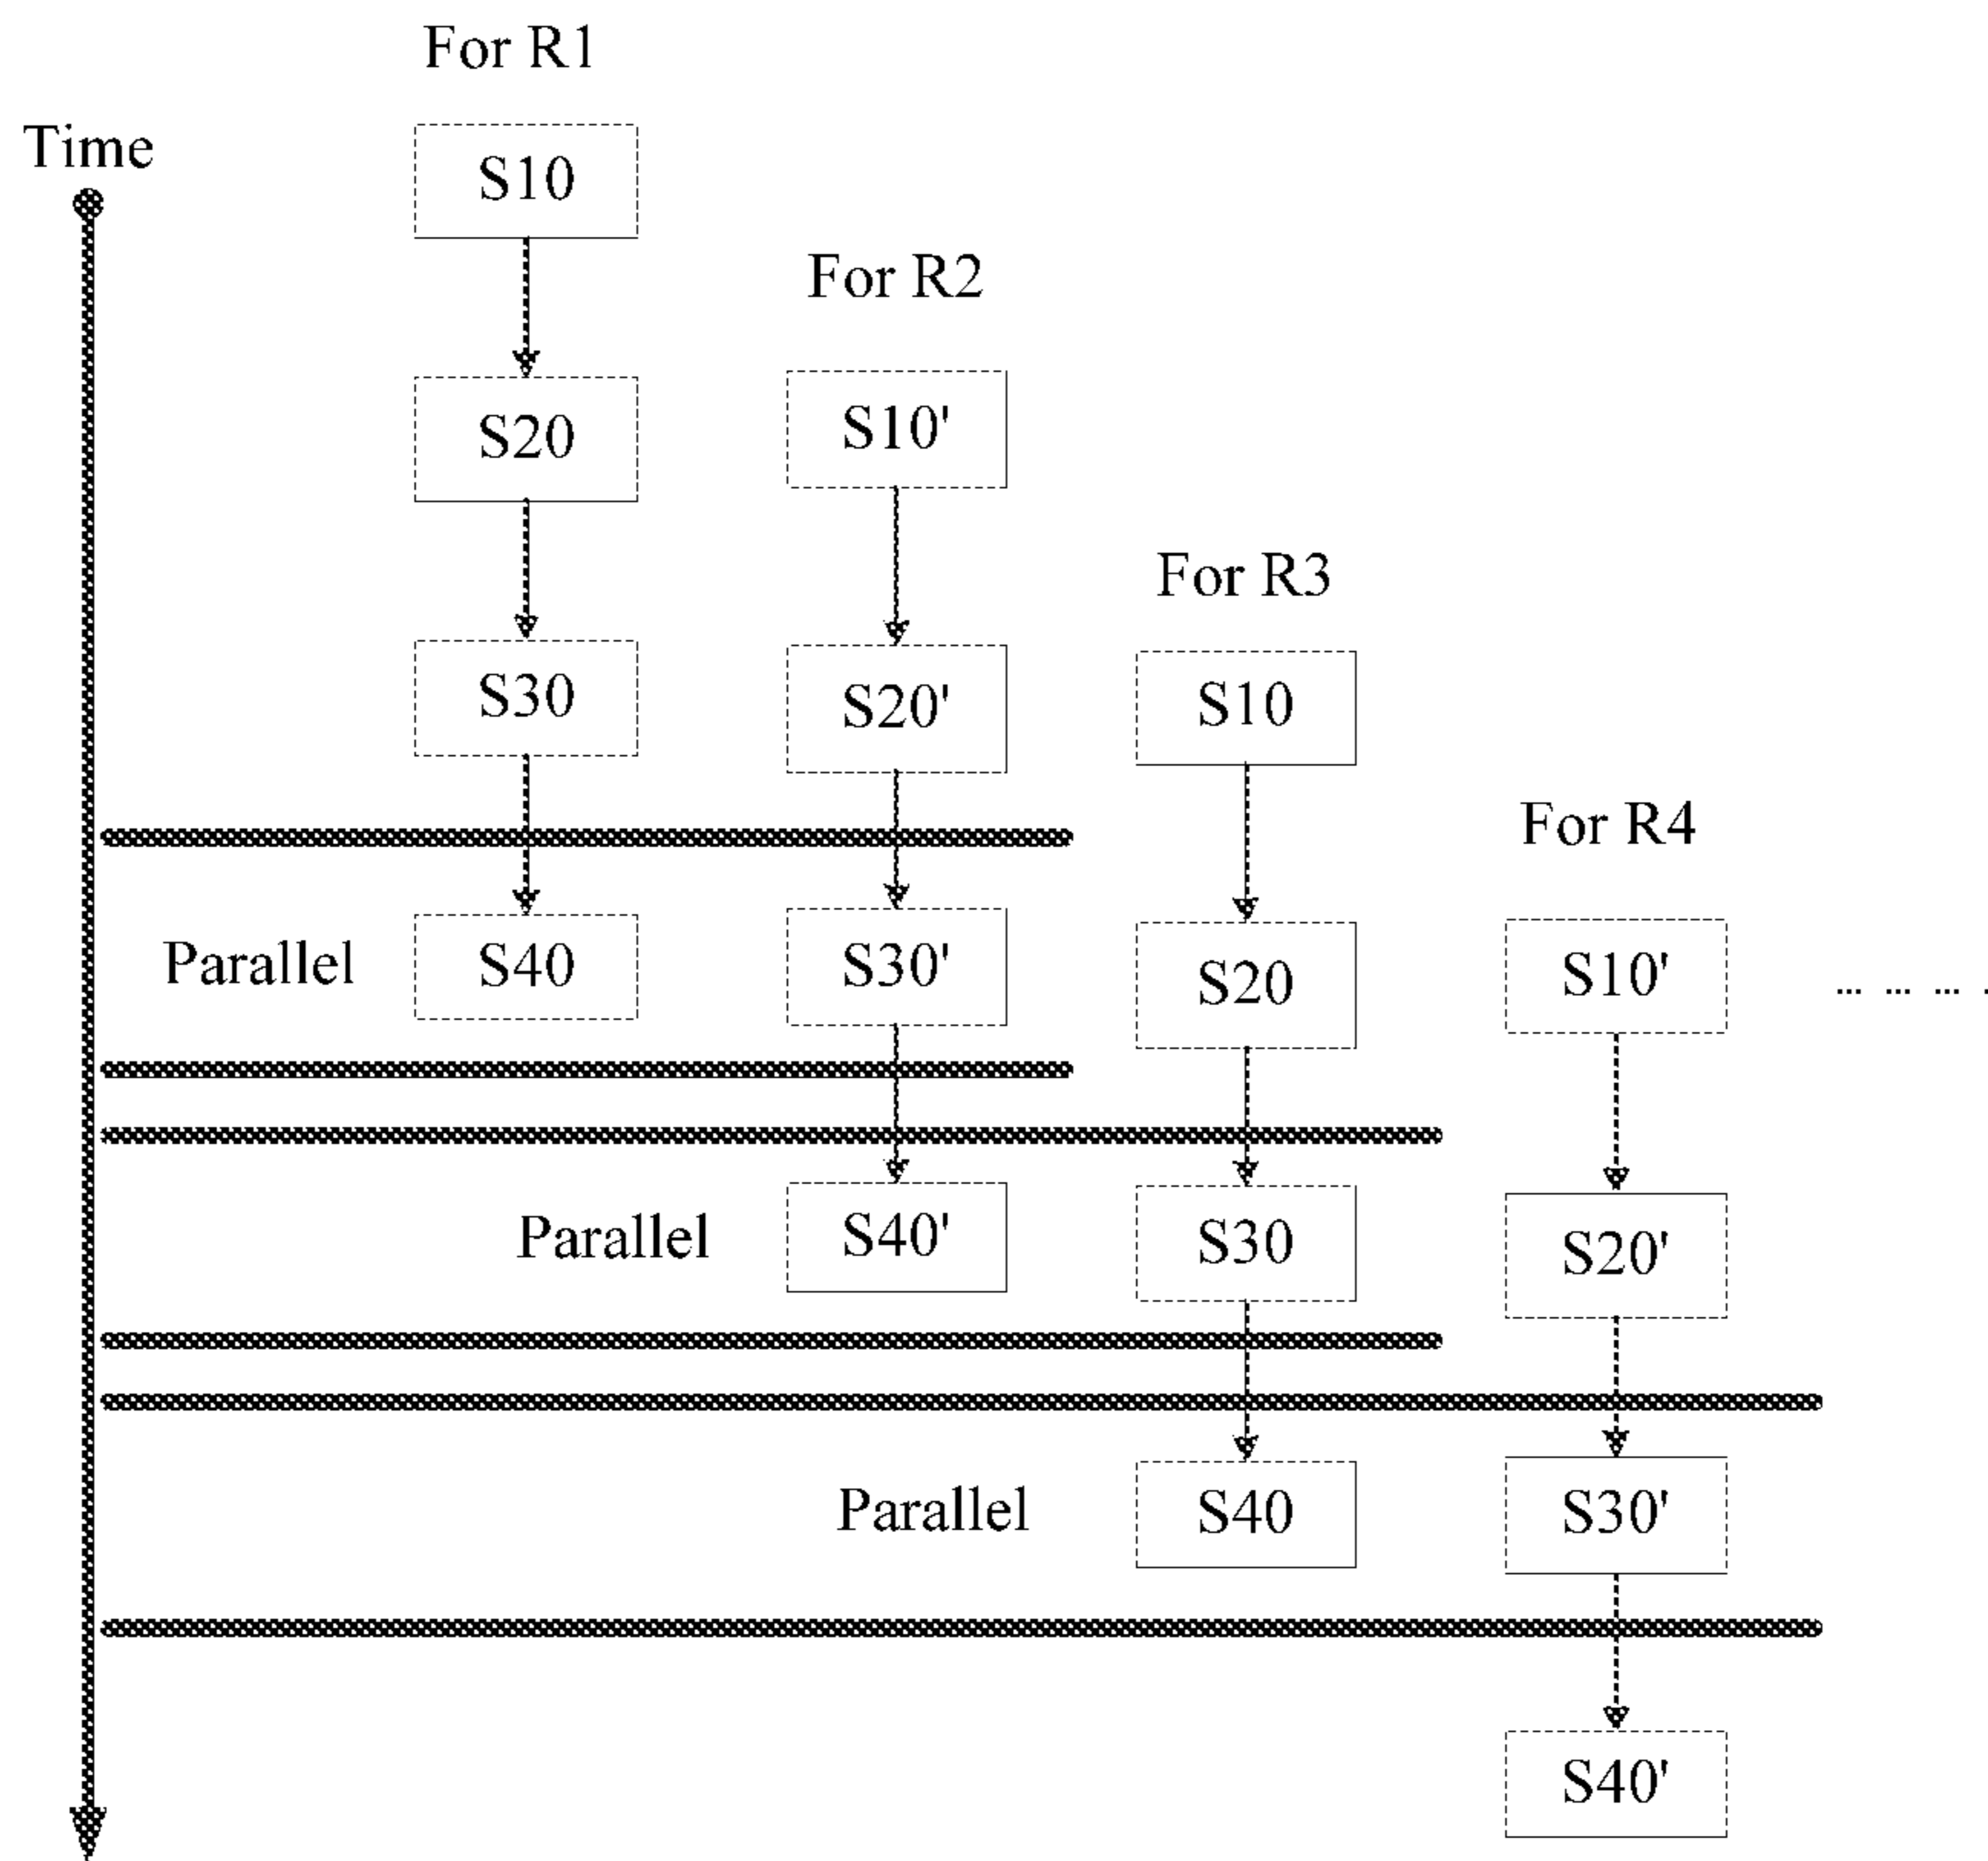 For R1
Time
S10
For R2
S20
S10'
For R3
S30
S20'
S10
For R4
Parallel
S40
S30'
S20
S10'
... ... ... .
Parallel
S40'
S30
S20'
Parallel
S40
S30'
S40'